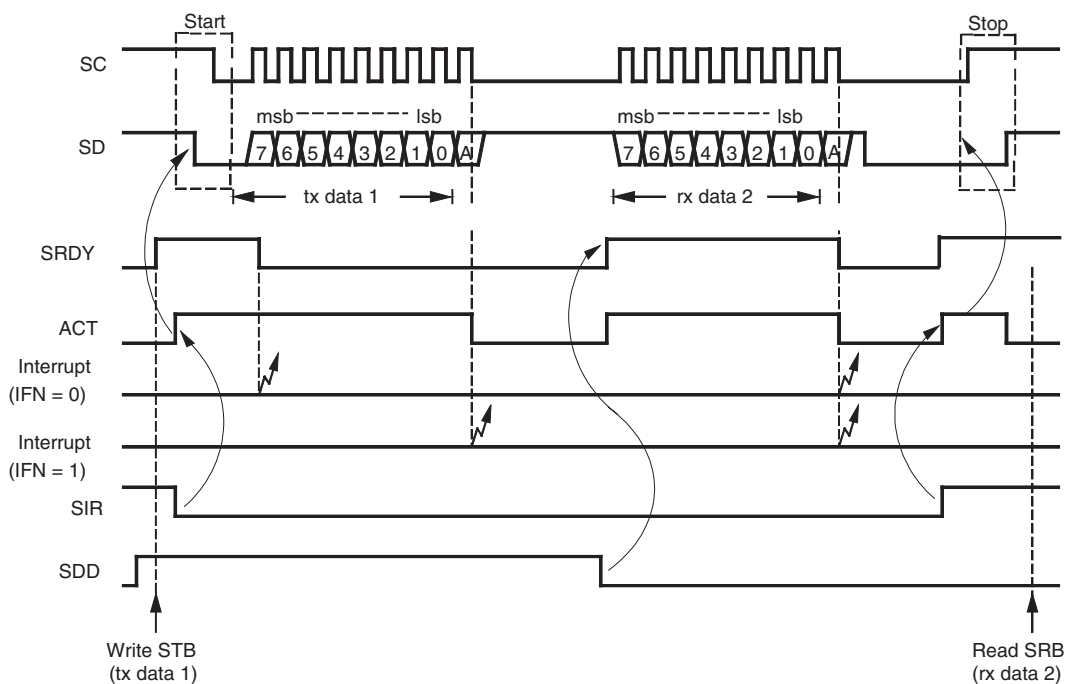 Start
Stop
SC
msb lsb
msb lsb
SD
7 6 5 4 3 2 1 0 A
7 6 5 4 3 2 1 0 A
tx data 1
rx data 2
SRDY
ACT
Interrupt
(IFN = 0)
Interrupt
(IFN = 1)
SIR
SDD
Write STB
(tx data 1)
Read SRB
(rx data 2)